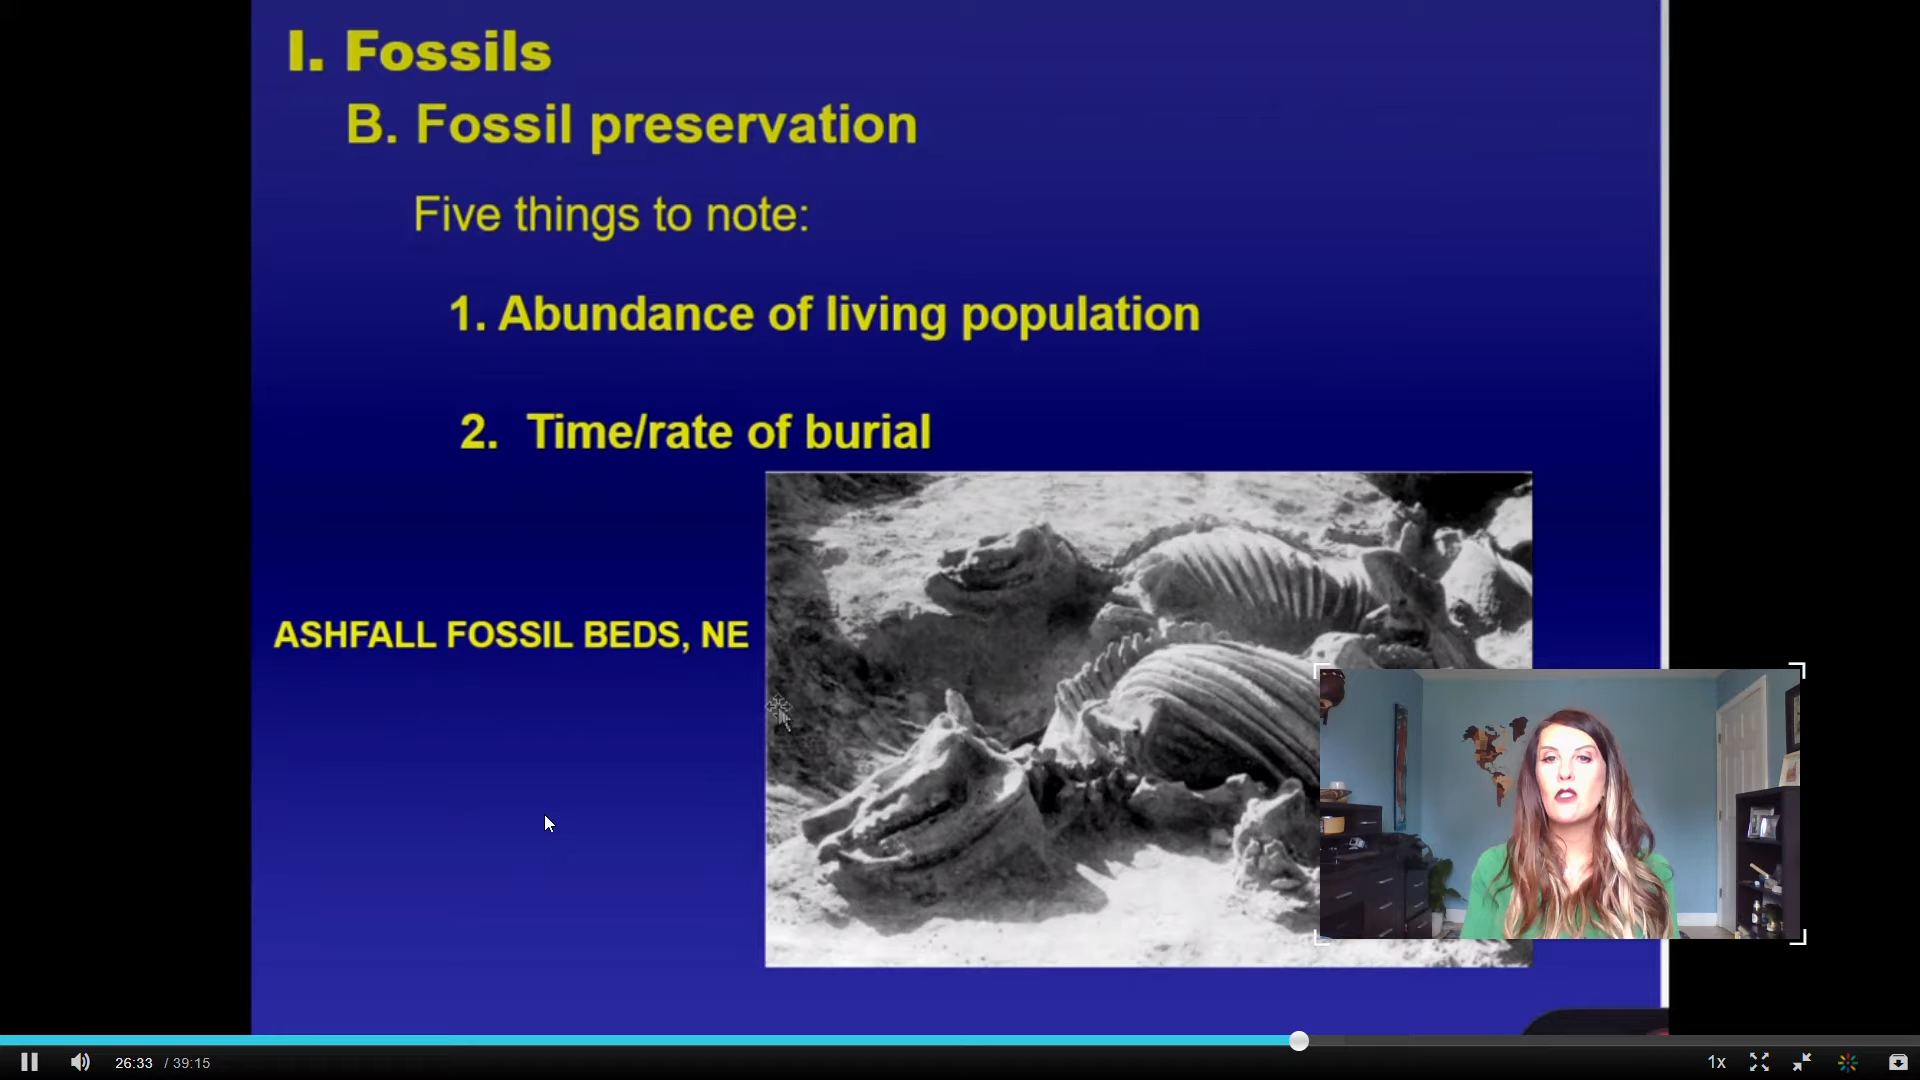 I. Fossils
B. Fossil preservation
Five things to note:
1. Abundance of living population
2. Time/rate of burial
ASHFALL FOSSIL BEDS, NE
26:33 / 39:15
1x